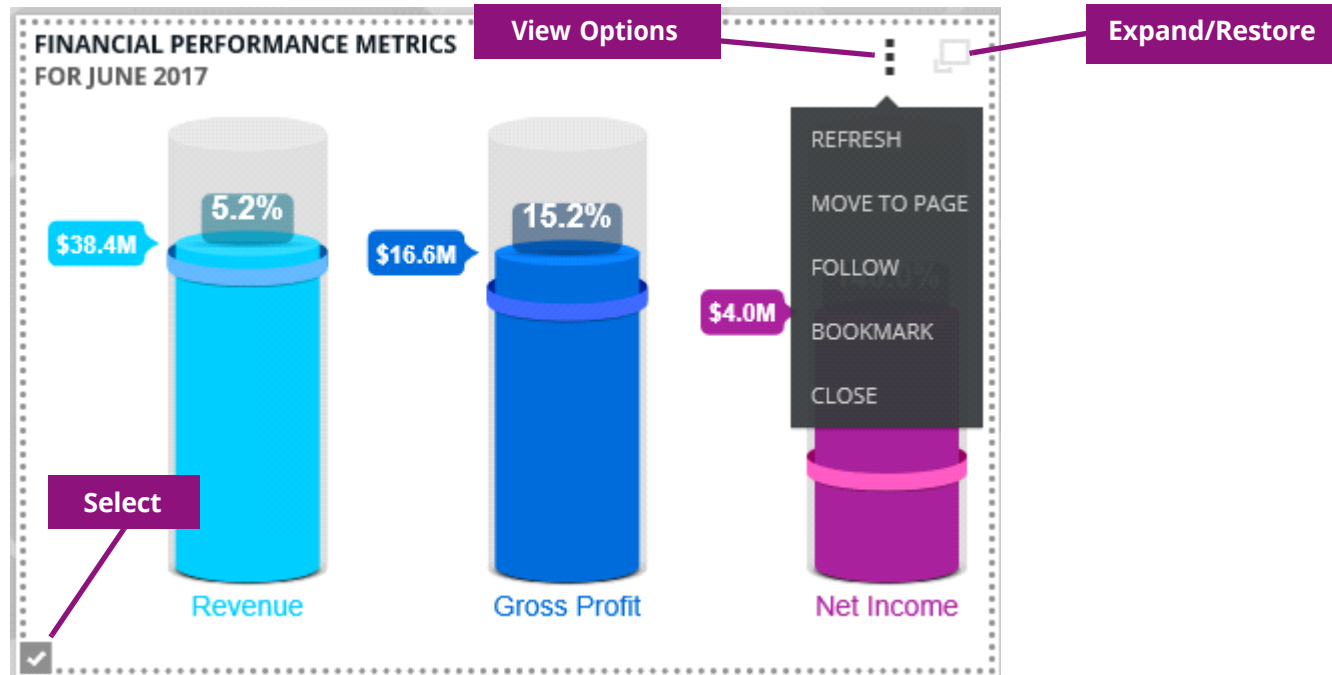 View Options
Expand/Restore
FINANCIAL PERFORMANCE METRICS
FOR JUNE 2017
REFRESH
MOVE TO PAGE
FOLLOW
BOOKMARK
CLOSE
5.2%
$38.4M
15.2%
$16.6M
$4.0M
Select
Revenue
Gross Profit
Net Income